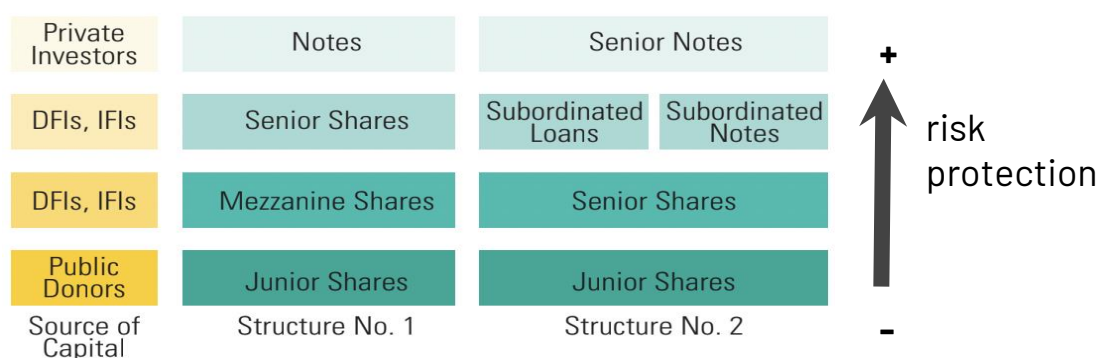 Private
Investors
Notes
Senior Notes
+
DFIs, IFIs
Senior Shares
Subordinated
Loans
Subordinated
Notes
risk
protection
DFIs, IFIs
Mezzanine Shares
Senior Shares
Public
Donors
Junior Shares
Junior Shares
Source of
Capital
Structure No. 1
Structure No. 2
-